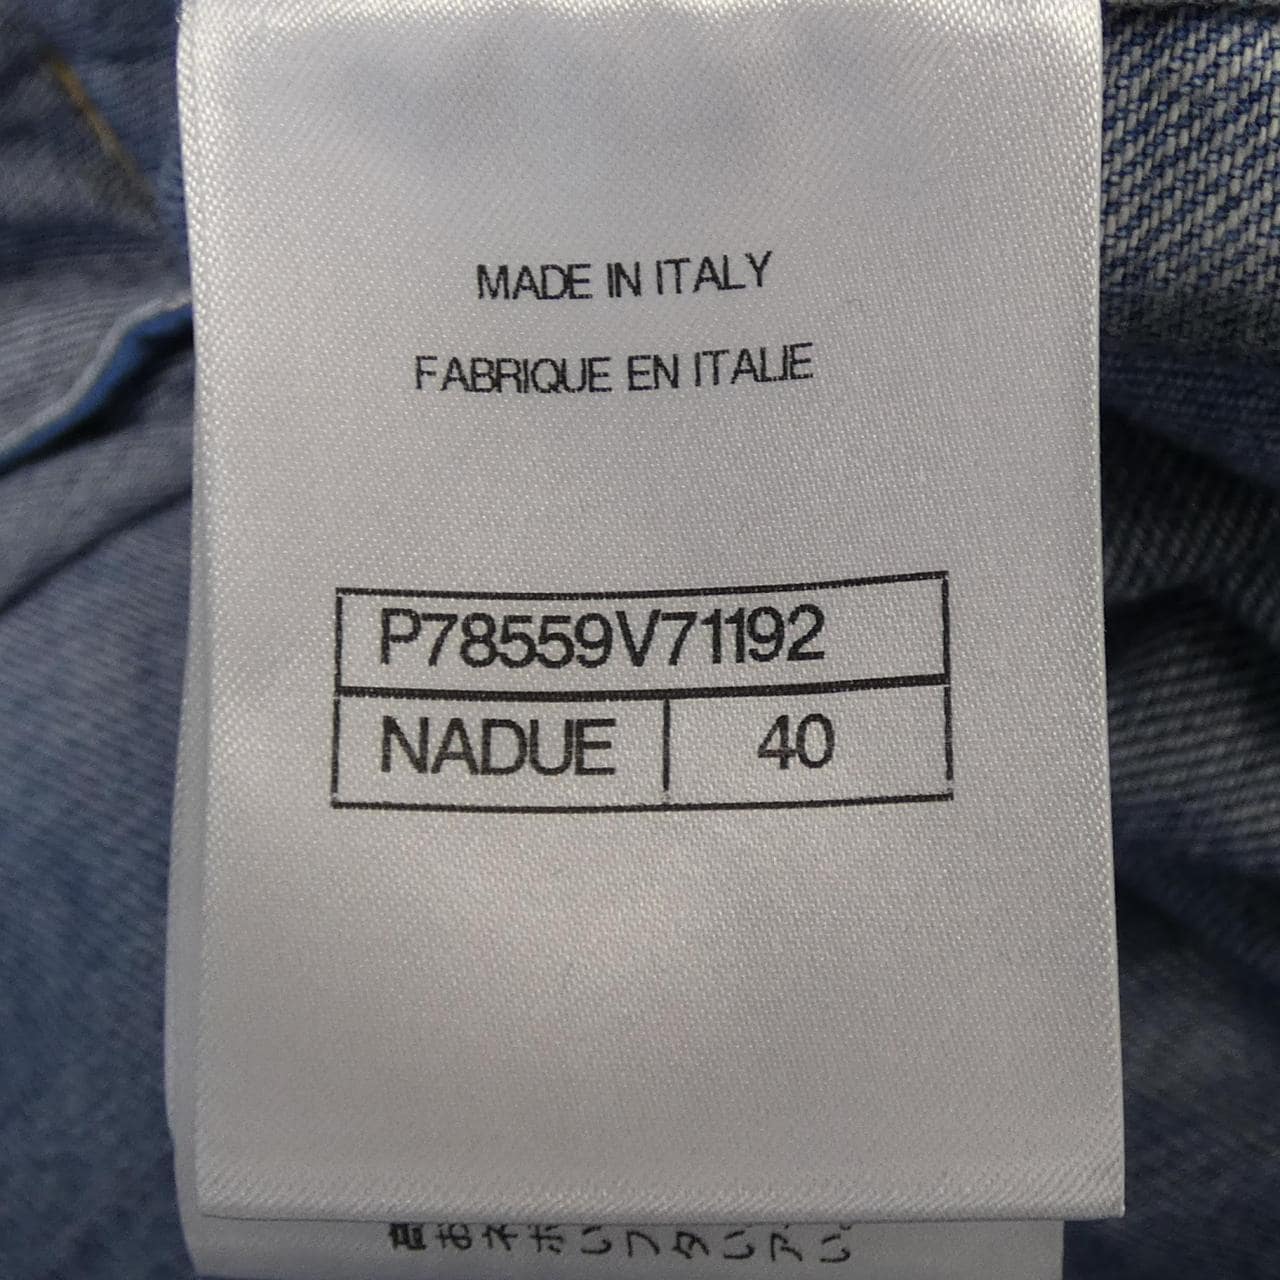 MADE IN ITALY
FABRIQUE EN ITALIE
P78559V71192
NADUE 40